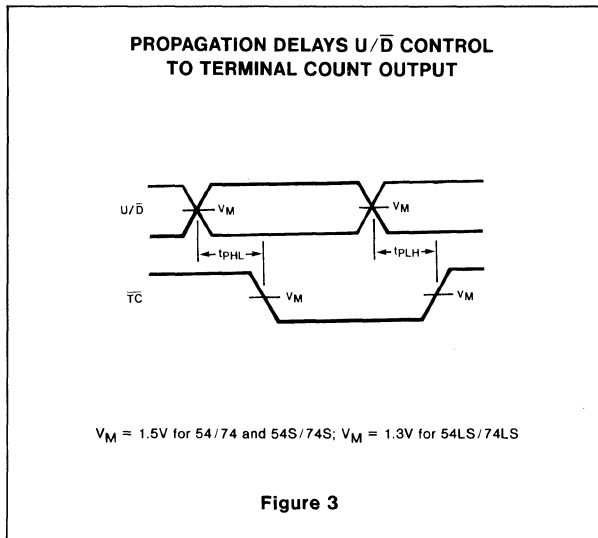 PROPAGATION DELAYS U/D̅ CONTROL
TO TERMINAL COUNT OUTPUT
U/D̅
VM
VM
tPHL
tPLH
T̅C̅
VM
VM
VM = 1.5V for 54/74 and 54S/74S; VM = 1.3V for 54LS/74LS
Figure 3